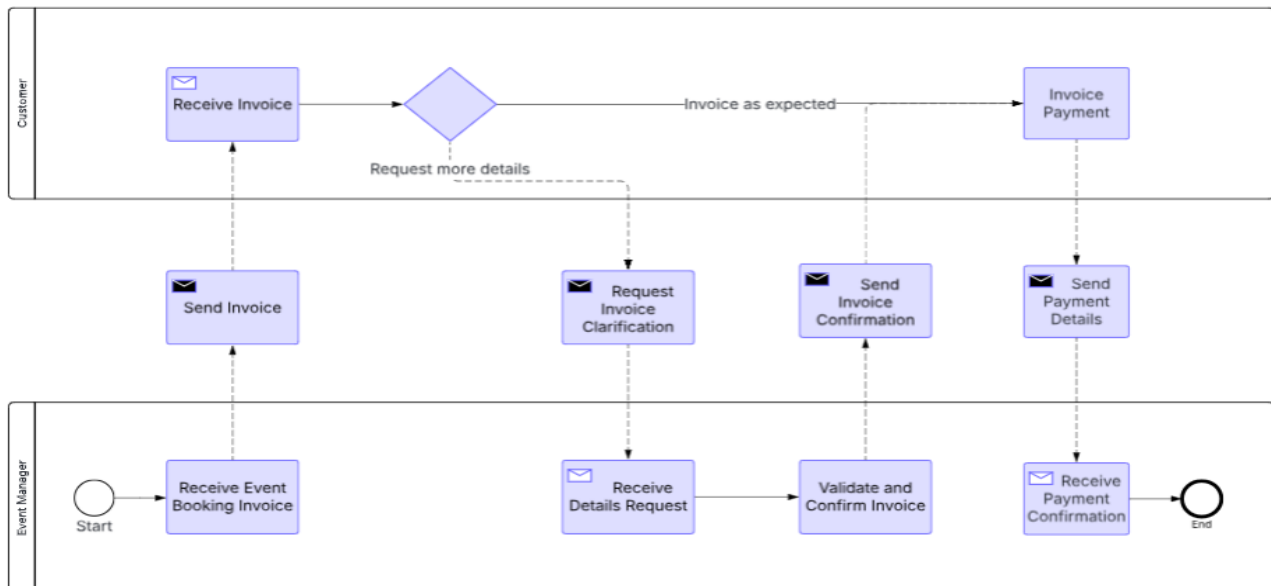 Customer
Receive Invoice
Invoice as expected
Invoice
Payment
Request more details
Send Invoice
Request
Invoice
Clarification
Send
Invoice
Confirmation
Send
Payment
Details
Event Manager
Start
Receive Event
Booking Invoice
Receive
Details Request
Validate and
Confirm Invoice
Receive
Payment
Confirmation
End